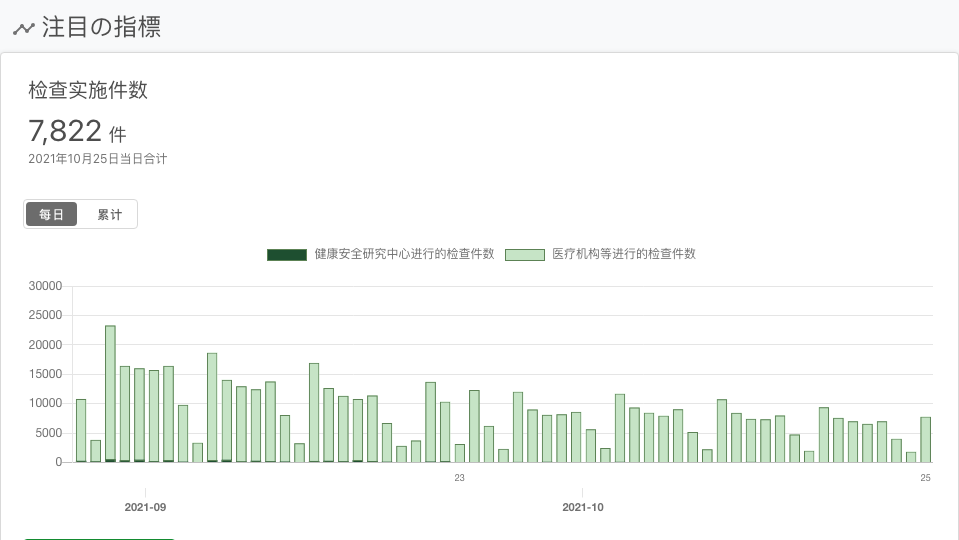 注目の指標
检查实施件数
7,822 件
2021年10月25日当日合计
每日 累计
健康安全研究中心进行的检查件数 医疗机构等进行的检查件数
30000
25000
20000
15000
10000
5000
0
23 25
2021-09 2021-10